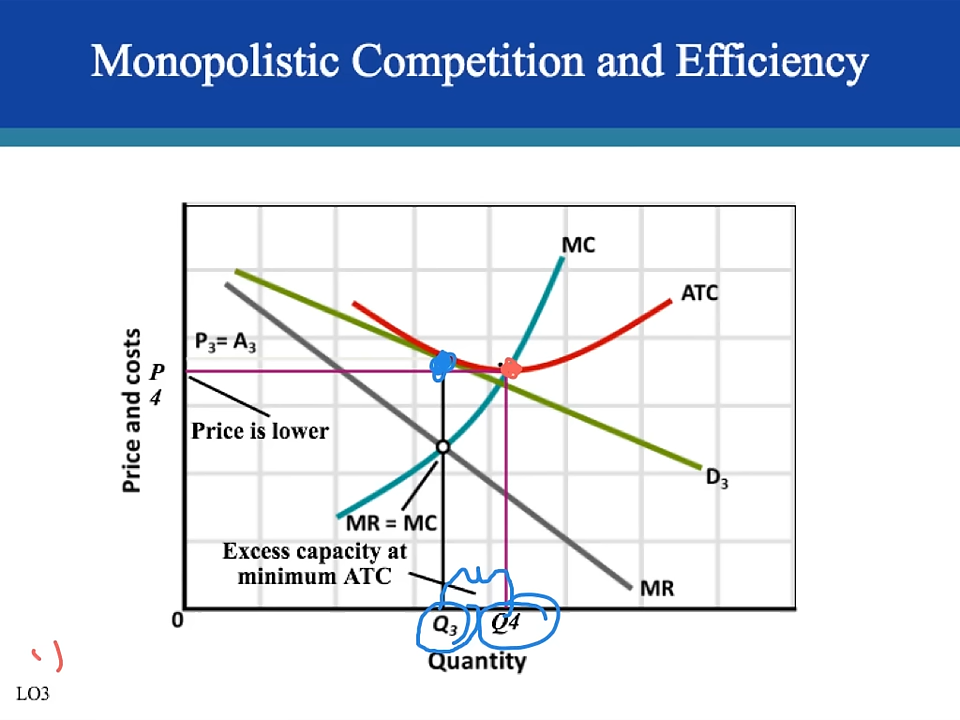 Monopolistic Competition and Efficiency
MC
ATC
P₃= A₃
P
4
Price and costs
Price is lower
D₃
MR = MC
Excess capacity at
minimum ATC
MR
0
Q₃
Q4
Quantity
LO3